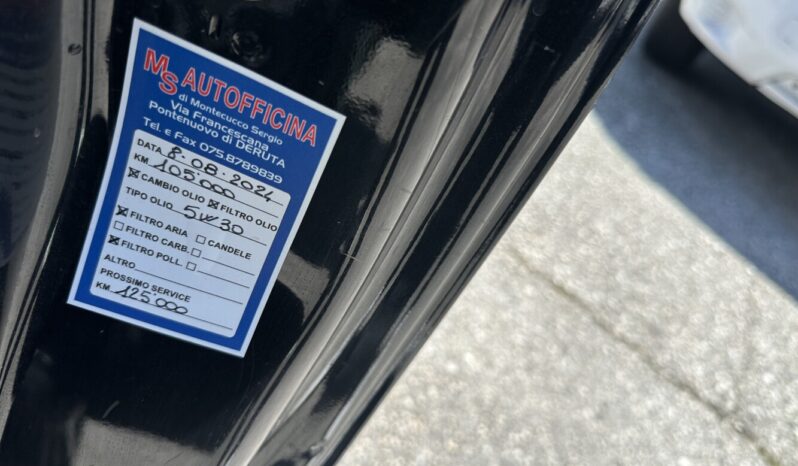 MS AUTOFFICINA
di Montecucco Sergio
Via Francescana
Pontenuovo di DERUTA
Tel. e Fax 075.8789839
DATA 8.08.2024
KM 105'000
CAMBIO OLIO FILTRO OLIO
TIPO OLIO 5W30
FILTRO ARIA CANDELE
FILTRO CARB.
FILTRO POLL.
ALTRO
PROSSIMO SERVICE
KM. 125'000